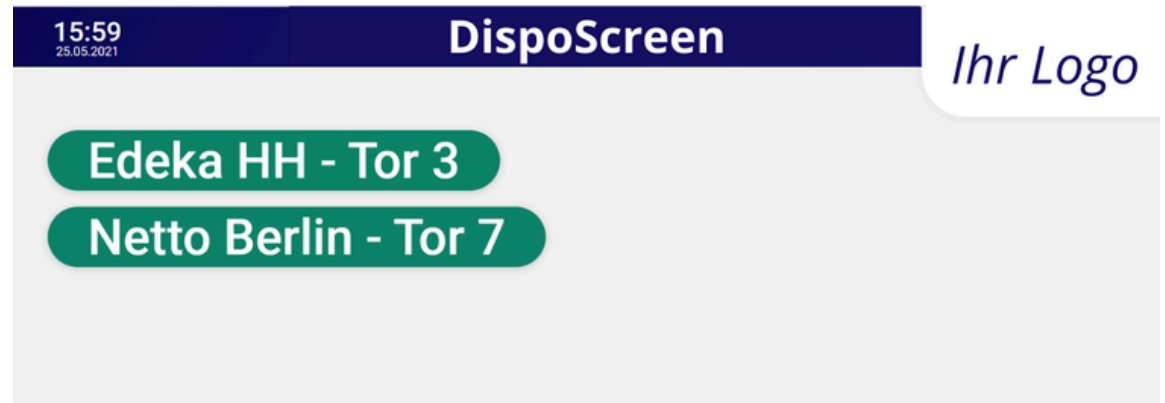 15:59
25.05.2021
DispoScreen
Ihr Logo
Edeka HH - Tor 3
Netto Berlin - Tor 7